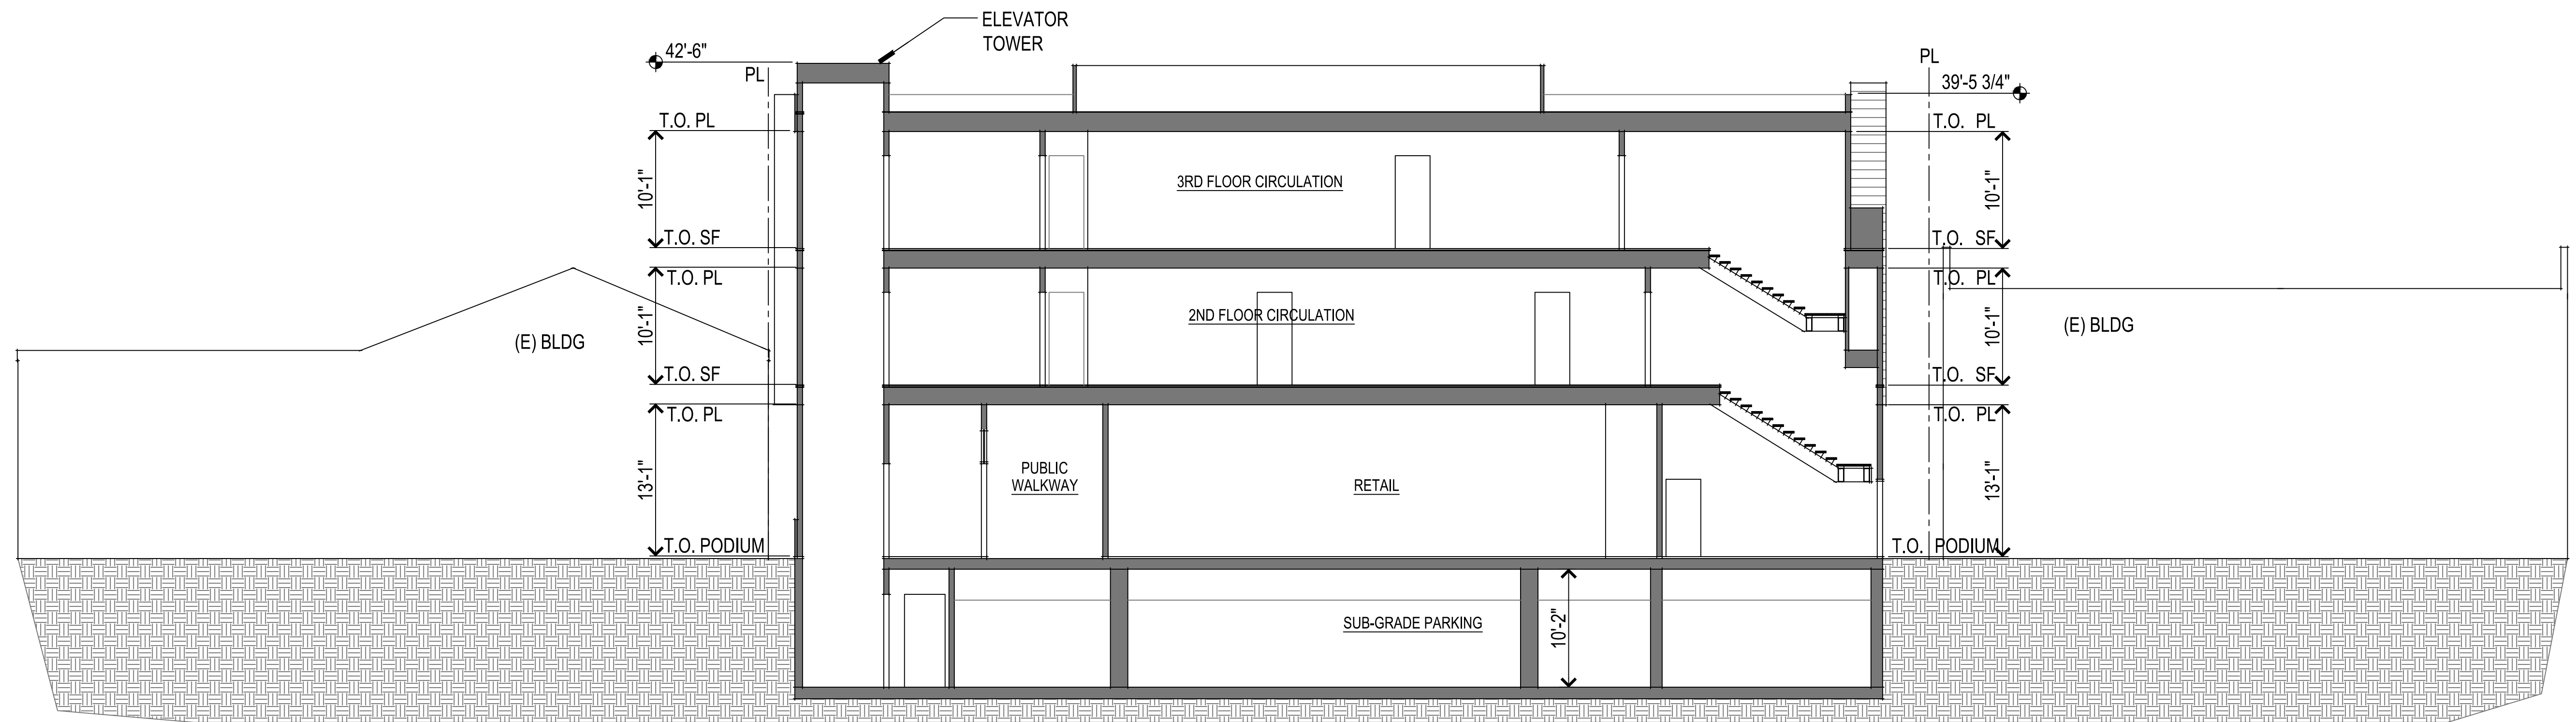 ELEVATOR
TOWER
42'-6"
PL
PL
39'-5 3/4"
T.O. PL
T.O. PL
10'-1"
3RD FLOOR CIRCULATION
10'-1"
T.O. SF
T.O. SF
T.O. PL
T.O. PL
10'-1"
2ND FLOOR CIRCULATION
10'-1"
(E) BLDG
(E) BLDG
T.O. SF
T.O. SF
T.O. PL
T.O. PL
13'-1"
PUBLIC
WALKWAY
RETAIL
13'-1"
T.O. PODIUM
T.O. PODIUM
SUB-GRADE PARKING
10'-2"